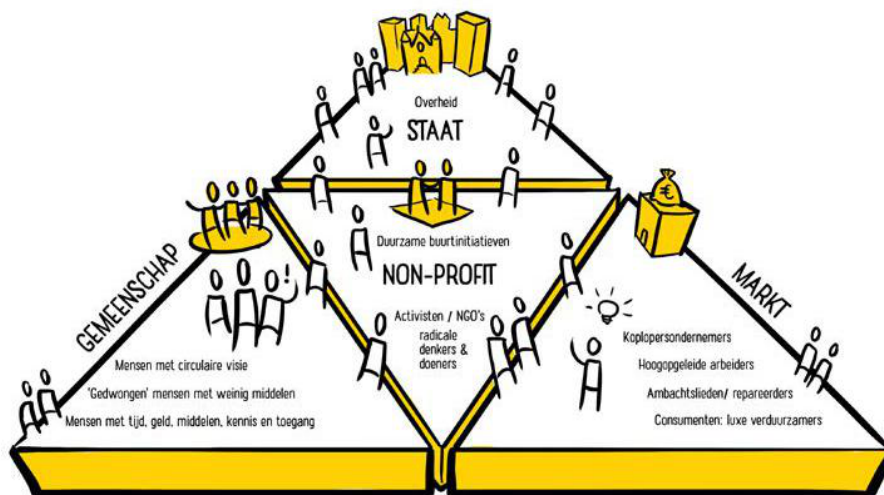 Overheid
STAAT
Duurzame buurtinitiatieven
NON-PROFIT
Activisten / NGO's
radicale
denkers &
doeners
GEMEENSCHAP
!
Mensen met circulaire visie
'Gedwongen' mensen met weinig middelen
Mensen met tijd, geld, middelen, kennis en toegang
€
MARKT
Koplopersondernemers
Hoogopgeleide arbeiders
Ambachtslieden/ repareerders
Consumenten: luxe verduurzamers